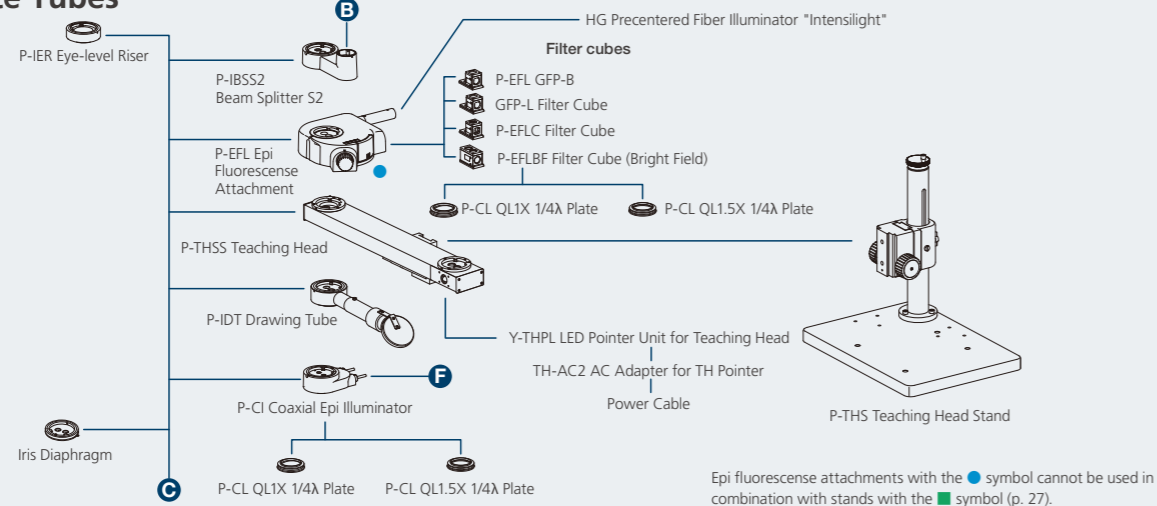 te Tubes
B
HG Precentered Fiber Illuminator "Intensilight"
P-IER Eye-level Riser
Filter cubes
P-IBSS2
Beam Splitter S2
P-EFL GFP-B
GFP-L Filter Cube
P-EFLC Filter Cube
P-EFLBF Filter Cube (Bright Field)
P-EFL Epi
Fluorescense
Attachment
P-CL QL1X 1/4λ Plate
P-CL QL1.5X 1/4λ Plate
P-THSS Teaching Head
P-IDT Drawing Tube
Y-THPL LED Pointer Unit for Teaching Head
TH-AC2 AC Adapter for TH Pointer
Power Cable
F
P-CI Coaxial Epi Illuminator
P-THS Teaching Head Stand
Iris Diaphragm
C
P-CL QL1X 1/4λ Plate
P-CL QL1.5X 1/4λ Plate
Epi fluorescense attachments with the ● symbol cannot be used in
combination with stands with the ■ symbol (p. 27).